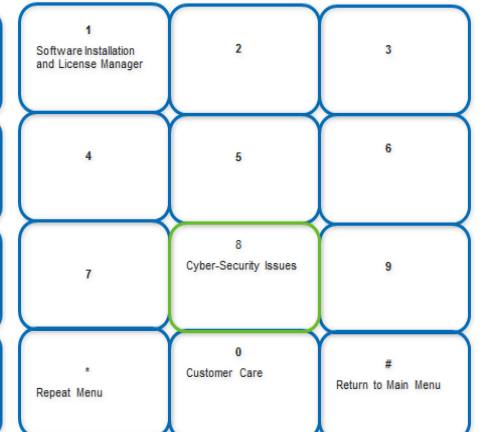 1
Software Installation
and License Manager
2
3
4
5
6
7
8
Cyber-Security Issues
9
*
Repeat Menu
0
Customer Care
#
Return to Main Menu